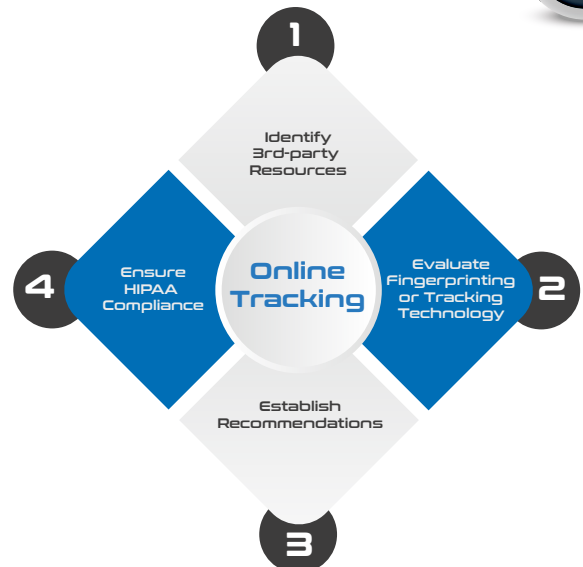 1
Identify
3rd-party
Resources
Online
Tracking
Evaluate
Fingerprinting
or Tracking
Technology
2
Establish
Recommendations
3
Ensure
HIPAA
Compliance
4